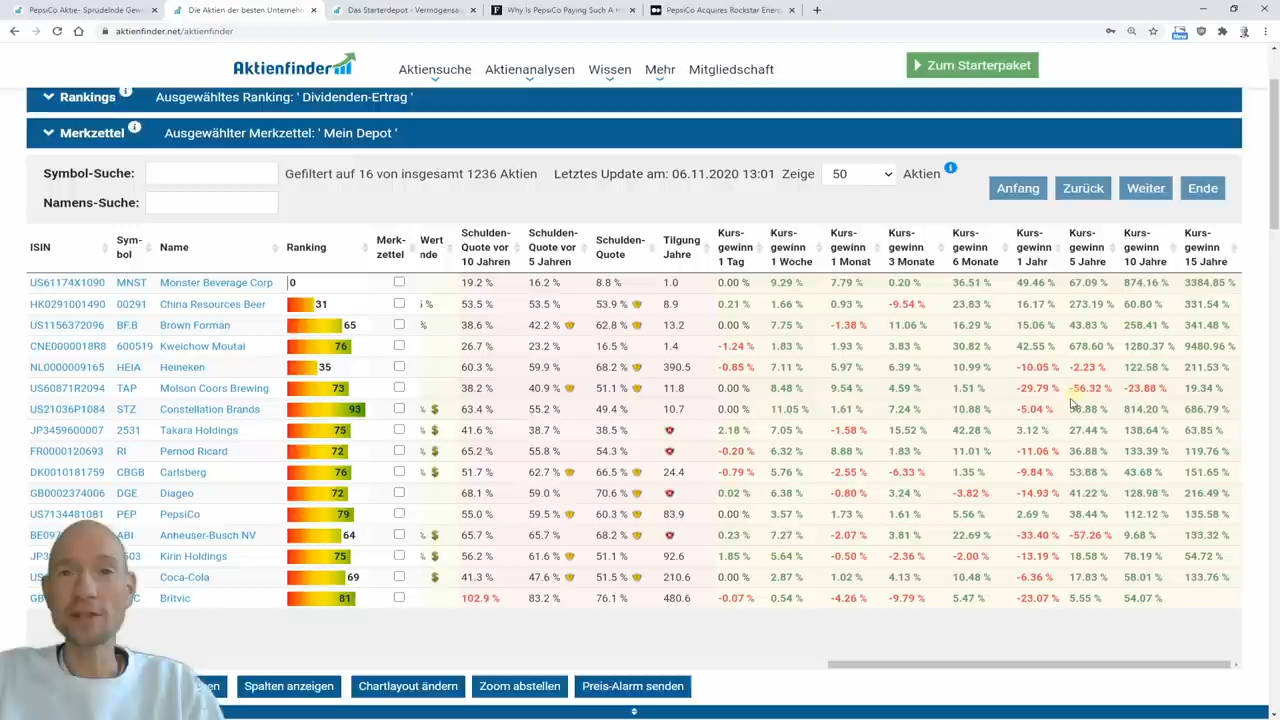 PepsiCo Aktie- Sprudelnde Gew
Die Aktien der besten Unterneh
Das Starterdepot - Vermögensa
Why Is PepsiCo Paying Such A H
PepsiCo Acquires Rockstar Energ
aktienfinder.net/aktienfinder
New
Aktienfinder
Aktiensuche Aktienanalysen Wissen Mehr Mitgliedschaft
Zum Starterpaket
Rankings Ausgewähltes Ranking: ' Dividenden-Ertrag '
Merkzettel Ausgewählter Merkzettel: ' Mein Depot '
Symbol-Suche: Gefiltert auf 16 von insgesamt 1236 Aktien Letztes Update am: 06.11.2020 13:01 Zeige 50 Aktien
Anfang Zurück Weiter Ende
Namens-Suche:
ISIN Sym-bol Name Ranking Merk-zettel Wert nde Schulden-Quote vor 10 Jahren Schulden-Quote vor 5 Jahren Schulden-Quote Tilgung Jahre Kurs-gewinn 1 Tag Kurs-gewinn 1 Woche Kurs-gewinn 1 Monat Kurs-gewinn 3 Monate Kurs-gewinn 6 Monate Kurs-gewinn 1 Jahr Kurs-gewinn 5 Jahre Kurs-gewinn 10 Jahre Kurs-gewinn 15 Jahre
US61174X1090 MNST Monster Beverage Corp 0 19.2 % 16.2 % 8.8 % 1.0 0.00 % 9.29 % 7.79 % 0.20 % 36.51 % 49.46 % 67.09 % 874.16 % 3384.85 %
HK0291001490 00291 China Resources Beer 31 % 53.5 % 53.5 % 53.9 % 8.9 0.21 % 1.66 % 0.93 % -9.54 % 23.83 % 16.17 % 273.19 % 60.80 % 331.54 %
US1156372096 BF.B Brown Forman 65 % 38.6 % 42.2 % 62.8 % 13.2 0.00 % 7.75 % -1.38 % 11.06 % 16.29 % 15.06 % 43.83 % 258.41 % 341.48 %
CNE0000018R8 600519 Kweichow Moutai 76 26.7 % 23.2 % 16.5 % 1.4 -1.24 % 1.83 % 1.93 % 3.83 % 30.82 % 42.55 % 678.60 % 1280.37 % 9480.96 %
NL0000009165 HEIA Heineken 35 60.3 % 59.9 % 68.2 % 390.5 -0.85 % 7.11 % 5.97 % 6.39 % 10.99 % -10.05 % -2.23 % 122.58 % 211.53 %
US60871R2094 TAP Molson Coors Brewing 73 38.2 % 40.9 % 51.1 % 11.8 0.00 % 8.48 % 9.54 % 4.59 % 1.51 % -29.79 % -56.32 % -23.88 % 19.34 %
US21036P1084 STZ Constellation Brands 93 % $ 63.4 % 55.2 % 49.4 % 10.7 11.05 % 1.61 % 7.24 % 10.88 % -5.04 % 814.20 % 686.79 %
JP3459600007 2531 Takara Holdings 75 % $ 41.6 % 38.7 % 38.5 % 2.18 % 7.05 % -1.58 % 15.52 % 42.28 % 3.12 % 27.44 % 138.64 % 63.85 %
FR0000120693 RI Pernod Ricard 72 65.2 % 55.8 % 54.3 % -0.20 % 6.32 % 8.88 % 1.83 % 11.01 % -11.06 % 36.88 % 133.39 % 119.76 %
DK0010181759 CBGB Carlsberg 76 % $ 51.7 % 62.7 % 66.5 % 24.4 -0.79 % 5.76 % -2.55 % -6.33 % 1.35 % -9.84 % 53.88 % 43.68 % 151.65 %
GB0002374006 DGE Diageo 72 68.1 % 59.0 % 70.6 % 0.02 % 6.38 % -0.80 % 3.24 % -3.82 % -14.93 % 41.22 % 128.98 % 216.49 %
US7134481081 PEP PepsiCo 79 55.0 % 59.5 % 60.3 % 83.9 0.00 % 3.57 % 1.73 % 1.61 % 5.56 % 2.69 % 38.44 % 112.12 % 135.58 %
BE097 ABI Anheuser-Busch NV 64 % $ 65.7 % 65.7 % 68.2 % 0.23 % 7.27 % -2.07 % 3.81 % 22.69 % -33.40 % -57.26 % 9.68 % 133.32 %
JP3 503 Kirin Holdings 75 % $ 56.2 % 61.6 % 51.1 % 92.6 1.85 % 5.64 % -0.50 % -2.36 % -2.00 % -13.19 % 18.58 % 78.19 % 54.72 %
US Coca-Cola 69 $ 41.3 % 47.6 % 51.5 % 210.6 0.00 % 2.87 % 1.02 % 4.13 % 10.48 % -6.36 % 17.83 % 58.01 % 133.76 %
GB C Britvic 81 102.9 % 83.2 % 76.1 % 480.6 -0.07 % 0.54 % -4.26 % -9.79 % 5.47 % -23.07 % 5.55 % 54.07 %
Spalten anzeigen Chartlayout ändern Zoom abstellen Preis-Alarm senden